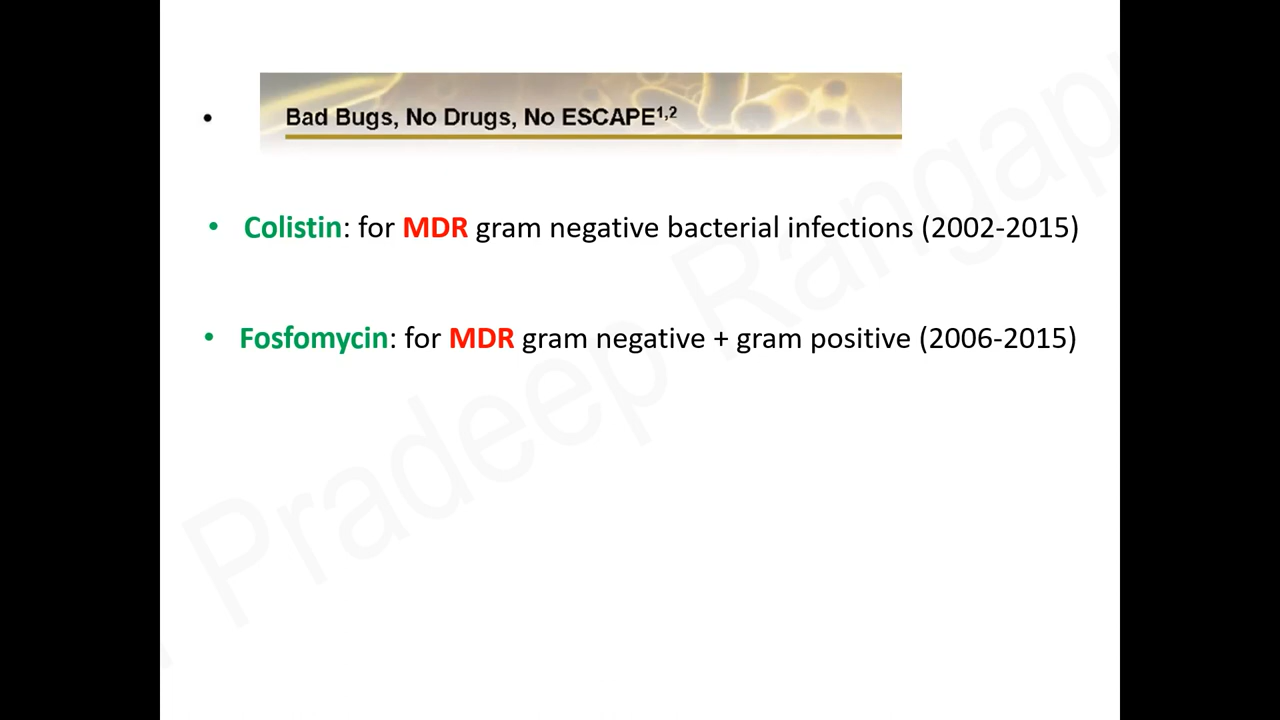 • Bad Bugs, No Drugs, No ESCAPE1,2
• Colistin: for MDR gram negative bacterial infections (2002-2015)
• Fosfomycin: for MDR gram negative + gram positive (2006-2015)
Pradeep